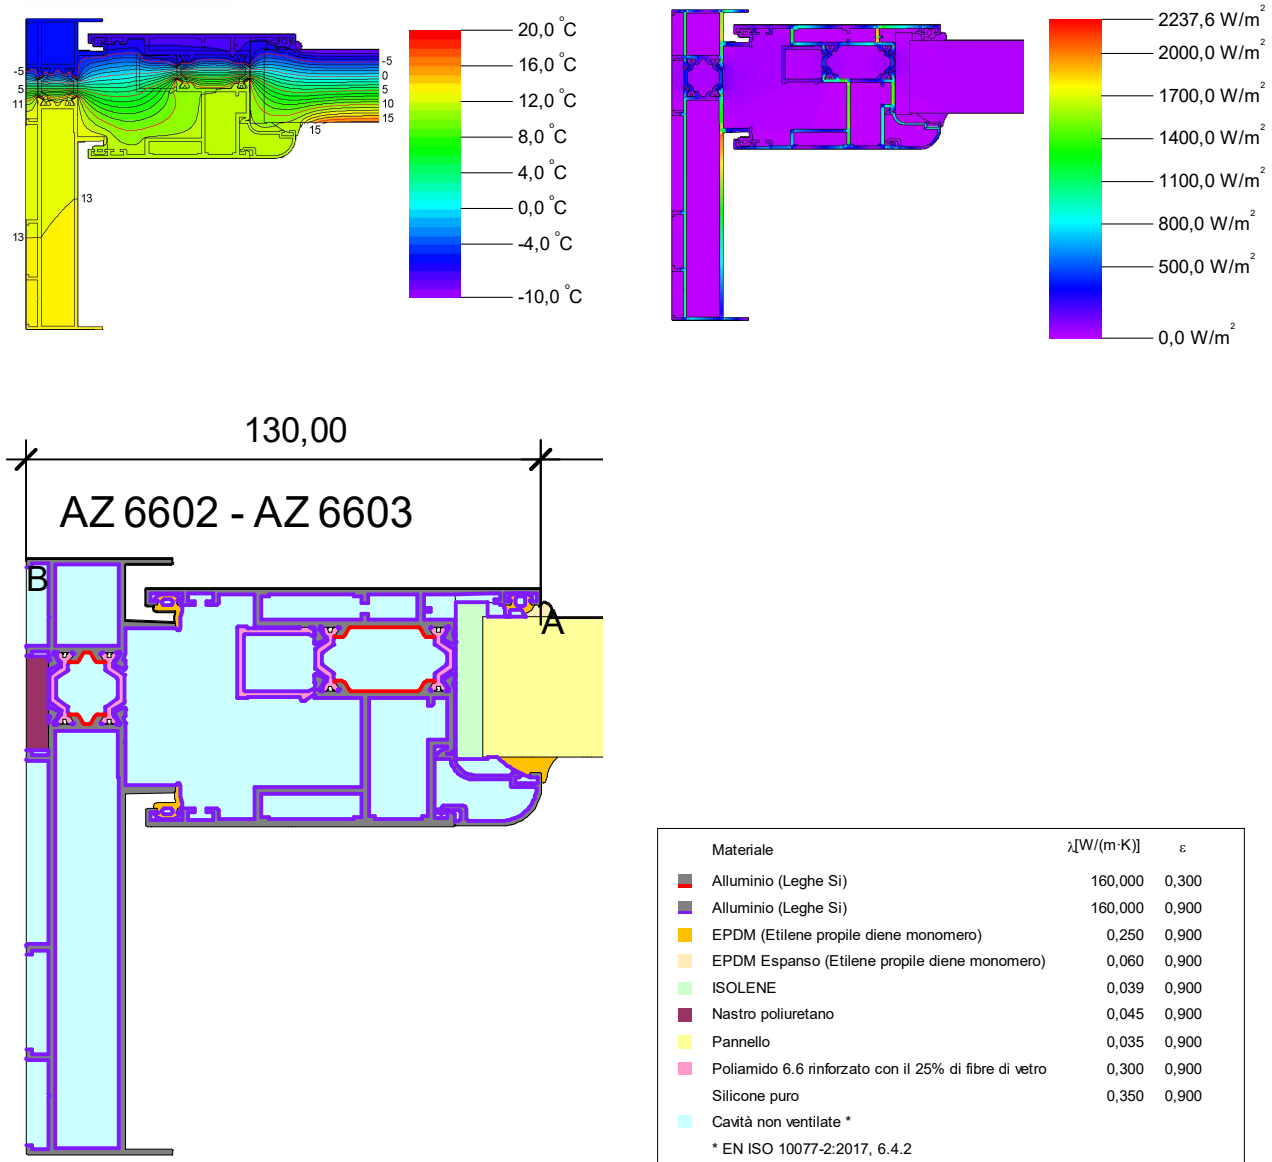 -5
5
11
13
13
-5
0
5
10
15
15
20,0 °C
16,0 °C
12,0 °C
8,0 °C
4,0 °C
0,0 °C
-4,0 °C
-10,0 °C
2237,6 W/m²
2000,0 W/m²
1700,0 W/m²
1400,0 W/m²
1100,0 W/m²
800,0 W/m²
500,0 W/m²
0,0 W/m²
130,00
AZ 6602 - AZ 6603
B
A
Materiale λ[W/(m·K)] ε
Alluminio (Leghe Si) 160,000 0,300
Alluminio (Leghe Si) 160,000 0,900
EPDM (Etilene propile diene monomero) 0,250 0,900
EPDM Espanso (Etilene propile diene monomero) 0,060 0,900
ISOLENE 0,039 0,900
Nastro poliuretano 0,045 0,900
Pannello 0,035 0,900
Poliamido 6.6 rinforzato con il 25% di fibre di vetro 0,300 0,900
Silicone puro 0,350 0,900
Cavità non ventilate *
* EN ISO 10077-2:2017, 6.4.2